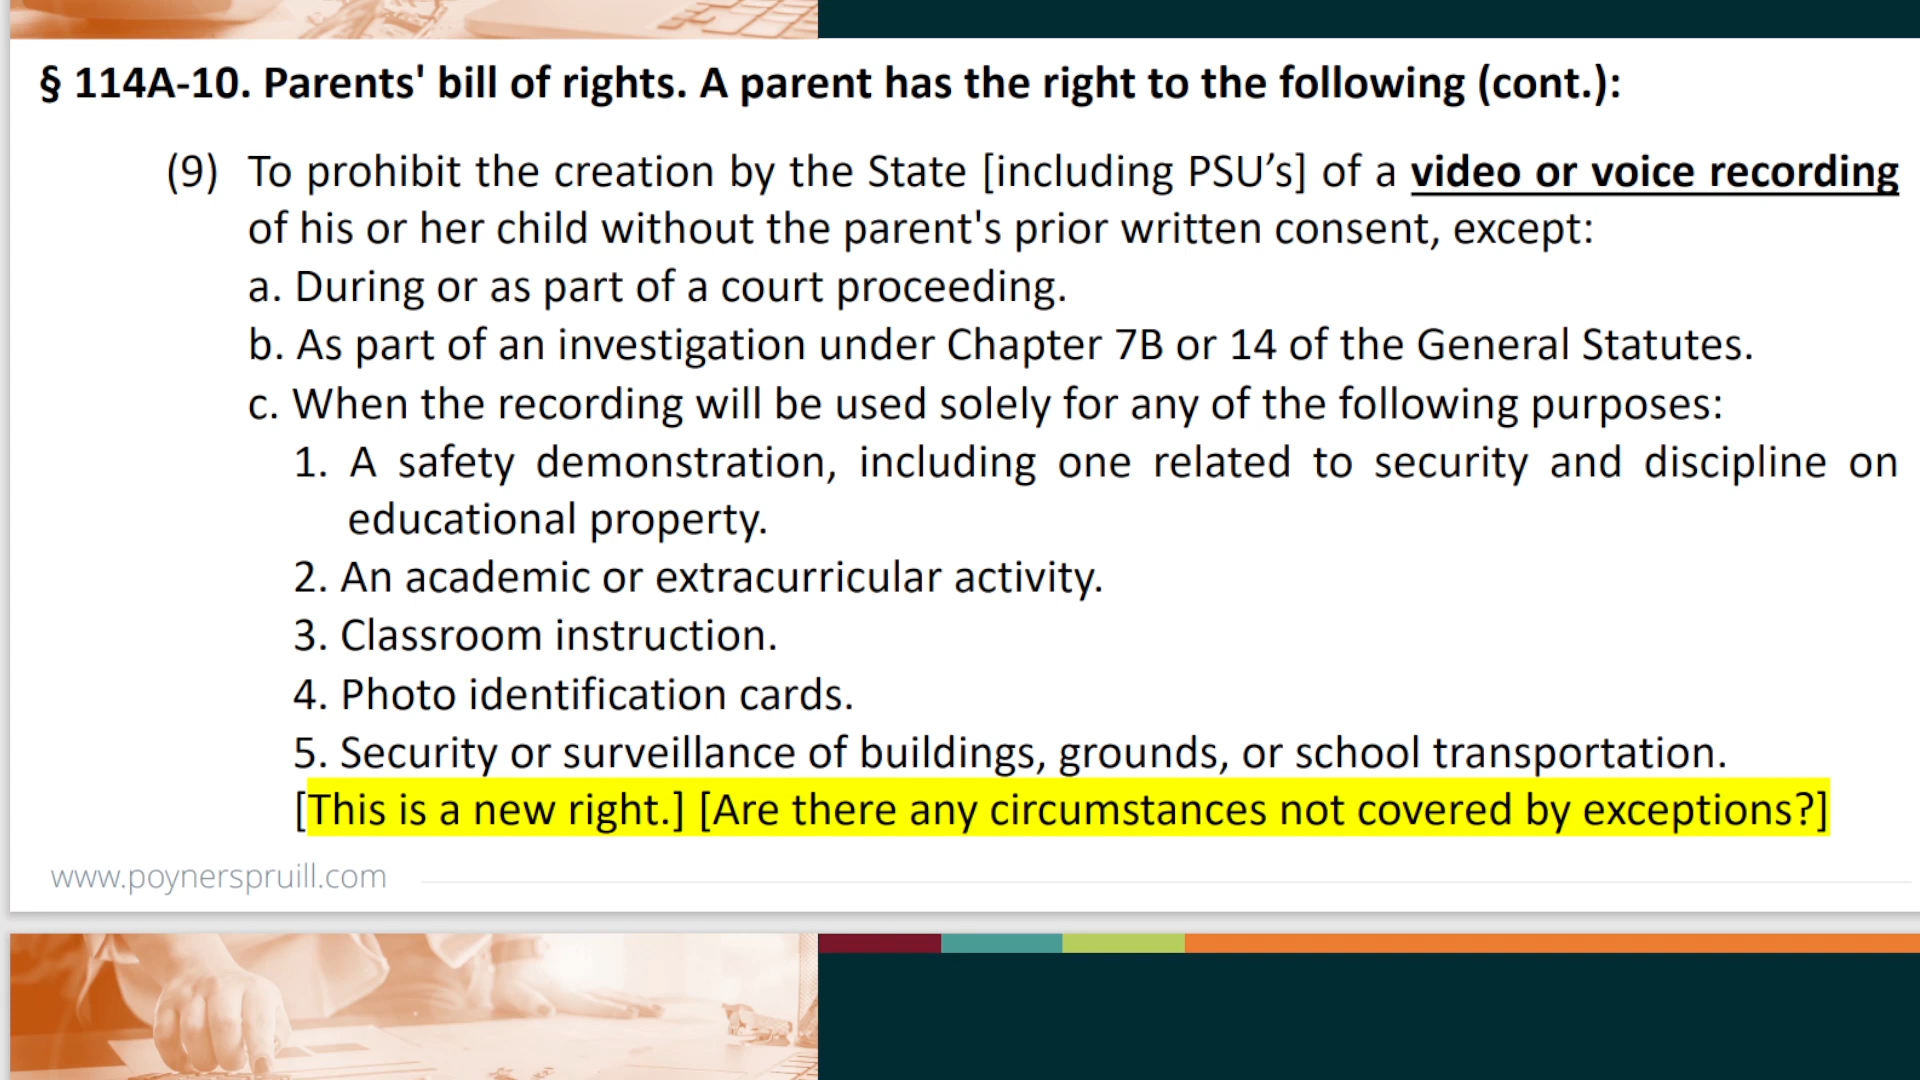 § 114A-10. Parents' bill of rights. A parent has the right to the following (cont.):
(9) To prohibit the creation by the State [including PSU’s] of a video or voice recording
of his or her child without the parent's prior written consent, except:
a. During or as part of a court proceeding.
b. As part of an investigation under Chapter 7B or 14 of the General Statutes.
c. When the recording will be used solely for any of the following purposes:
1. A safety demonstration, including one related to security and discipline on
educational property.
2. An academic or extracurricular activity.
3. Classroom instruction.
4. Photo identification cards.
5. Security or surveillance of buildings, grounds, or school transportation.
[This is a new right.] [Are there any circumstances not covered by exceptions?]
www.poynerspruill.com